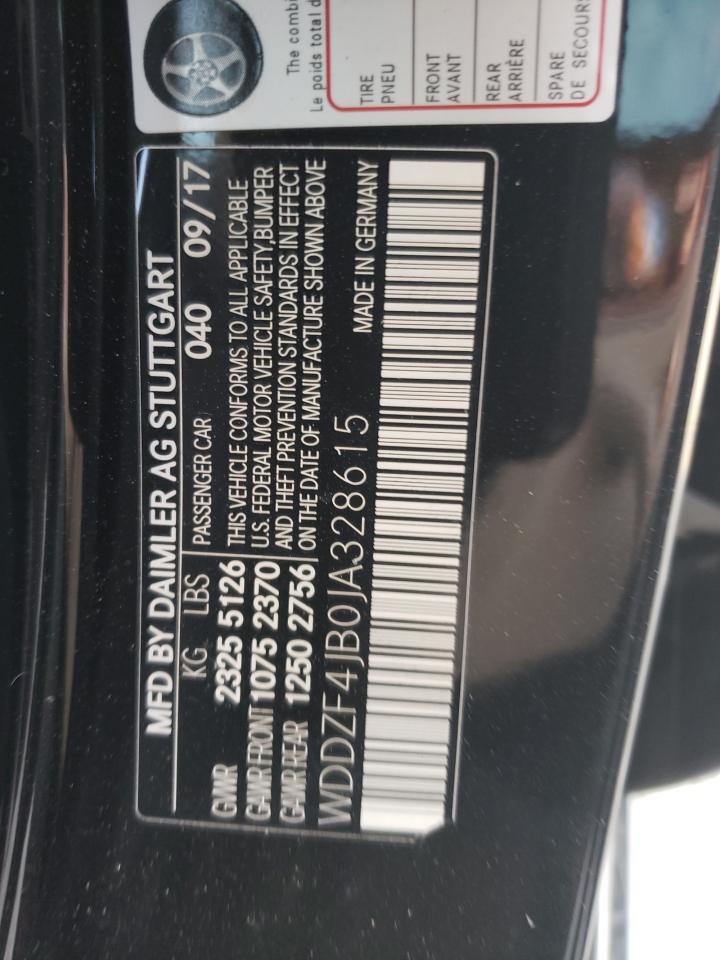 The combi
Le poids total d
TIRE
PNEU
FRONT
AVANT
REAR
ARRIÈRE
SPARE
DE SECOURS
MFD BY DAIMLER AG STUTTGART
KG LBS PASSENGER CAR 040 09/17
GWR 2325 5126
GAWR FRONT 1075 2370
GAWR REAR 1250 2756
THIS VEHICLE CONFORMS TO ALL APPLICABLE
U.S. FEDERAL MOTOR VEHICLE SAFETY,BUMPER
AND THEFT PREVENTION STANDARDS IN EFFECT
ON THE DATE OF MANUFACTURE SHOWN ABOVE
WDDZF4JB0JA328615 MADE IN GERMANY